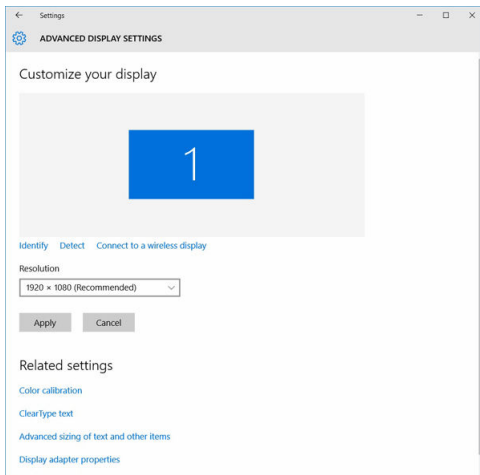 Settings
ADVANCED DISPLAY SETTINGS
Customize your display
1
Identify Detect Connect to a wireless display
Resolution
1920 × 1080 (Recommended)
Apply Cancel
Related settings
Color calibration
ClearType text
Advanced sizing of text and other items
Display adapter properties